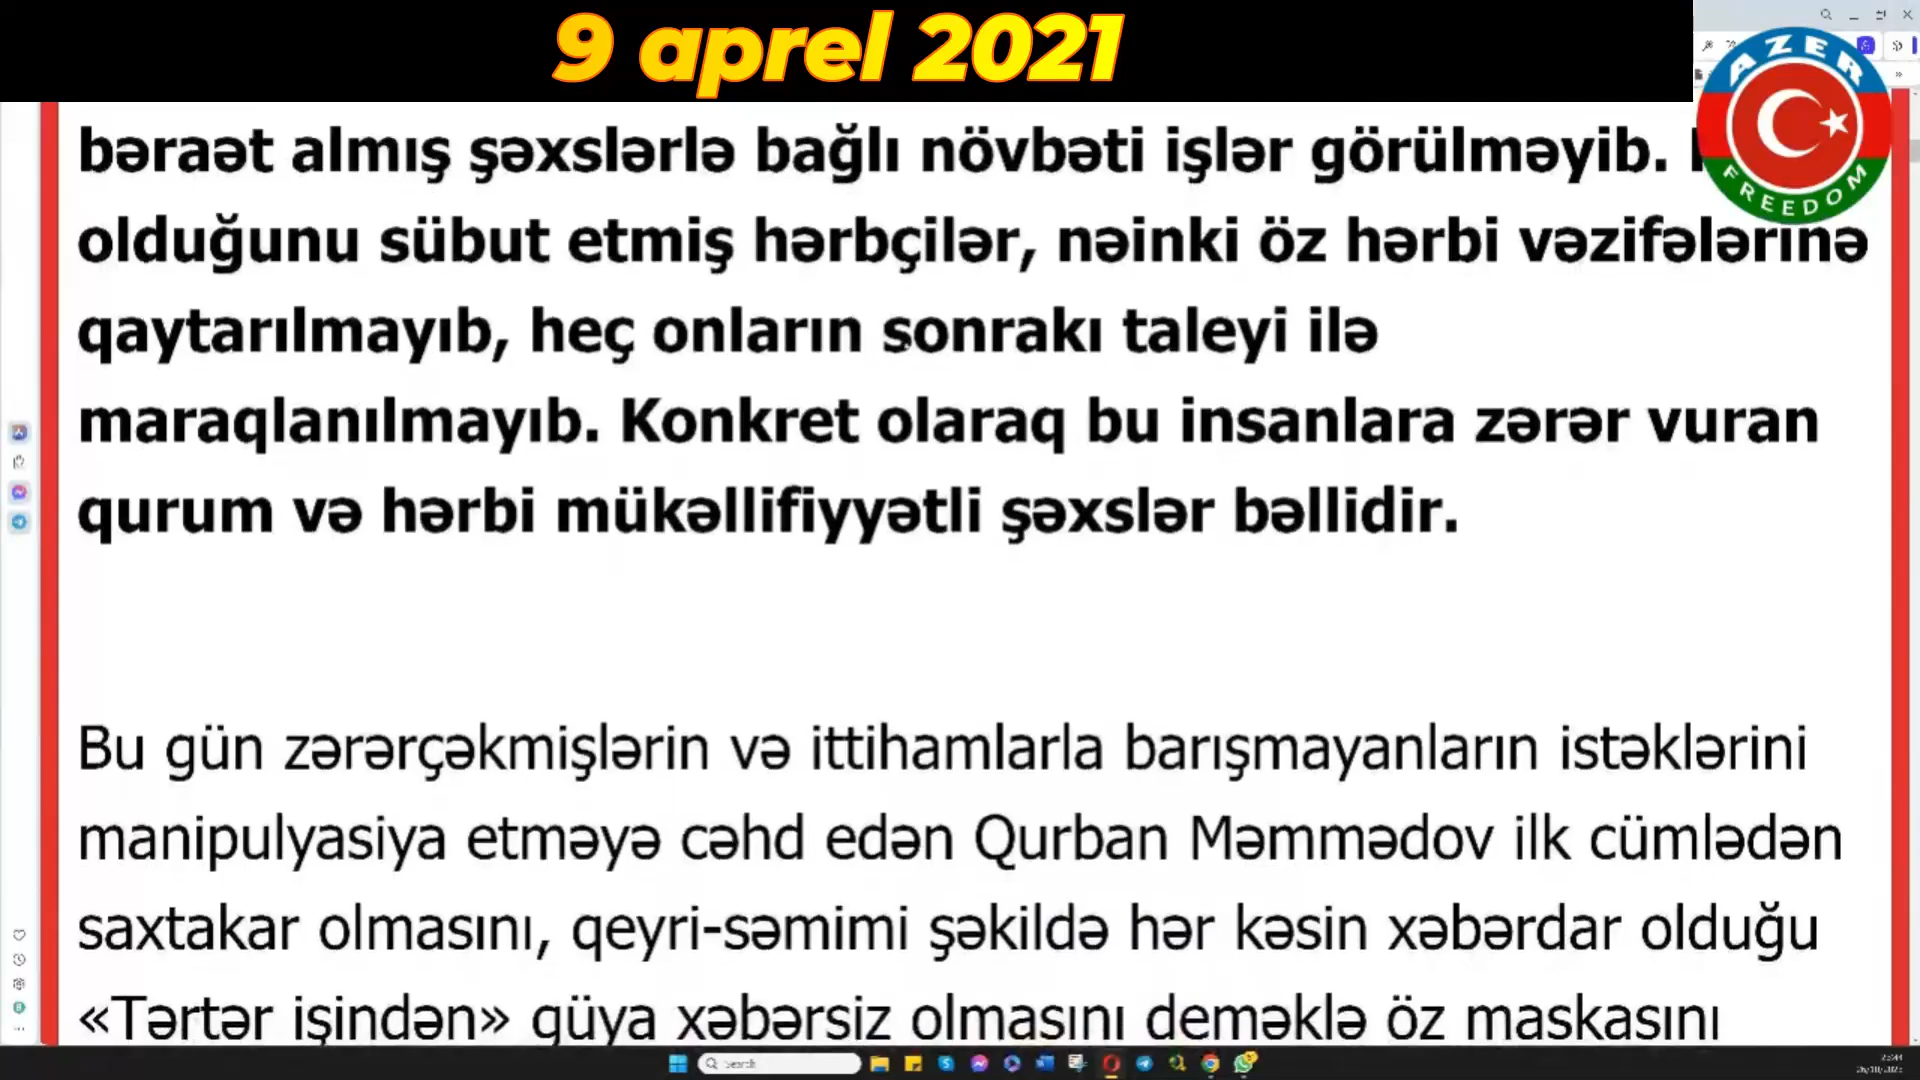 9 aprel 2021
AZER
FREEDOM
bəraət almış şəxslərlə bağlı növbəti işlər görülməyib.
olduğunu sübut etmiş hərbçilər, nəinki öz hərbi vəzifələrinə
qaytarılmayıb, heç onların sonrakı taleyi ilə
maraqlanılmayıb. Konkret olaraq bu insanlara zərər vuran
qurum və hərbi mükəllifiyyətli şəxslər bəllidir.
Bu gün zərərçəkmişlərin və ittihamlarla barışmayanların istəklərini
manipulyasiya etməyə cəhd edən Qurban Məmmədov ilk cümlədən
saxtakar olmasını, qeyri-səmimi şəkildə hər kəsin xəbərdar olduğu
«Tərtər işindən» güya xəbərsiz olmasını deməklə öz maskasını
Search